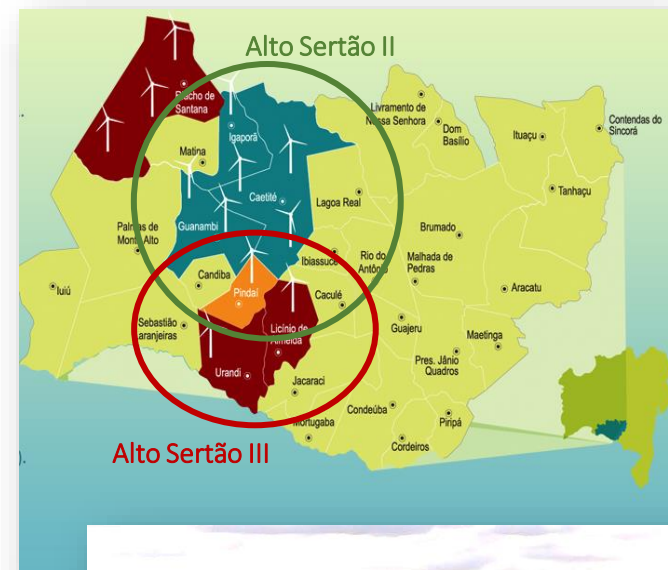 Alto Sertão II
Riacho de
Santana
Igaporã
Matina
Livramento de
Nossa Senhora
Dom
Basílio
Ituaçu
Contendas do
Sincorá
Caetité
Lagoa Real
Tanhaçu
Guanambi
Palmas de
Monte Alto
Brumado
Ibiassucê
Rio do
Antônio
Malhada de
Pedras
Candiba
Iuiú
Pindaí
Caculé
Aracatu
Sebastião
Laranjeiras
Licínio de
Almeida
Guajeru
Maetinga
Urandi
Pres. Jânio
Quadros
Jacaraci
Condeúba
Mortugaba
Piripá
Cordeiros
Alto Sertão III
).